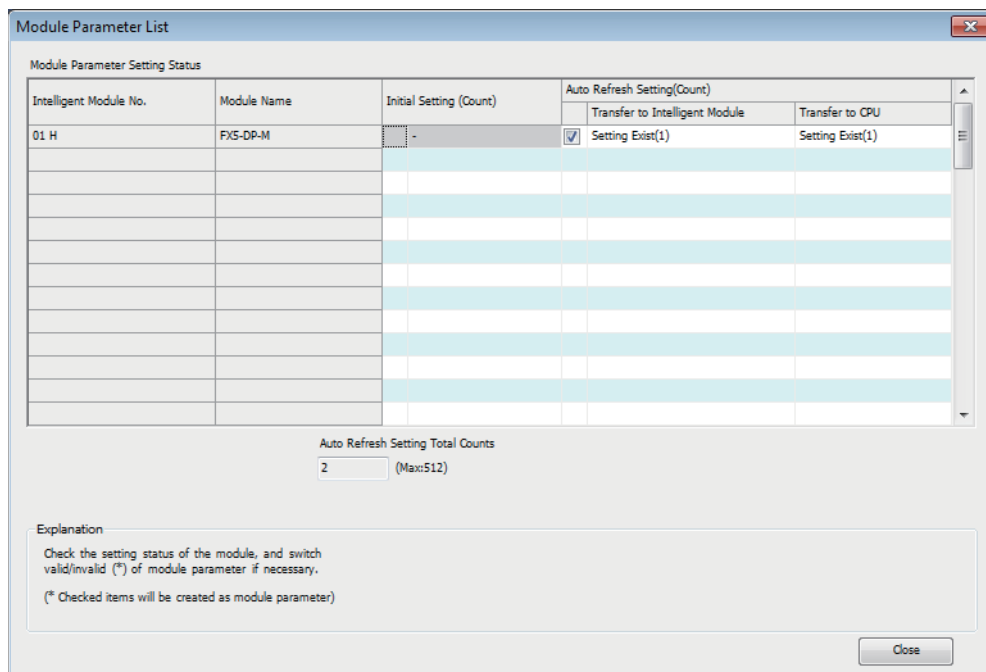 Module Parameter List
Module Parameter Setting Status
Intelligent Module No. Module Name Initial Setting (Count) Auto Refresh Setting(Count)
Transfer to Intelligent Module Transfer to CPU
01 H FX5-DP-M - Setting Exist(1) Setting Exist(1)
Auto Refresh Setting Total Counts
2 (Max:512)
Explanation
Check the setting status of the module, and switch
valid/invalid (*) of module parameter if necessary.
(* Checked items will be created as module parameter)
Close